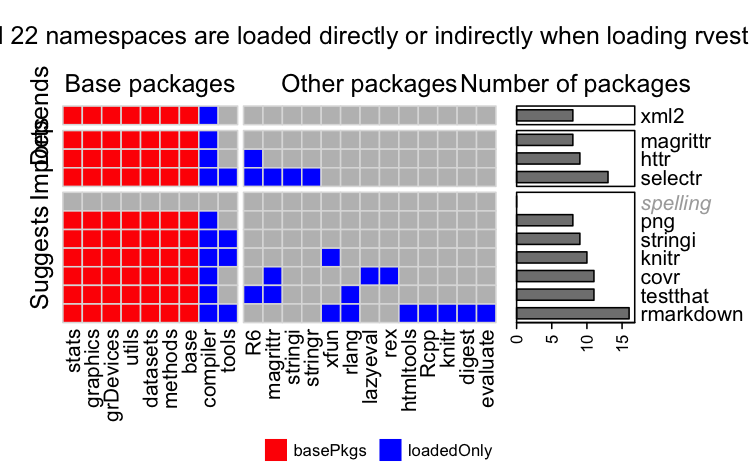 22 namespaces are loaded directly or indirectly when loading rvest
Base packages
Other packages
Number of packages
Depends
Imports
Suggests
xml2
magrittr
httr
selectr
spelling
png
stringi
knitr
covr
testthat
rmarkdown
stats
graphics
grDevices
utils
datasets
methods
base
compiler
tools
R6
magrittr
stringi
stringr
xfun
rlang
lazyeval
rex
htmltools
Rcpp
knitr
digest
evaluate
0
5
10
15
basePkgs
loadedOnly